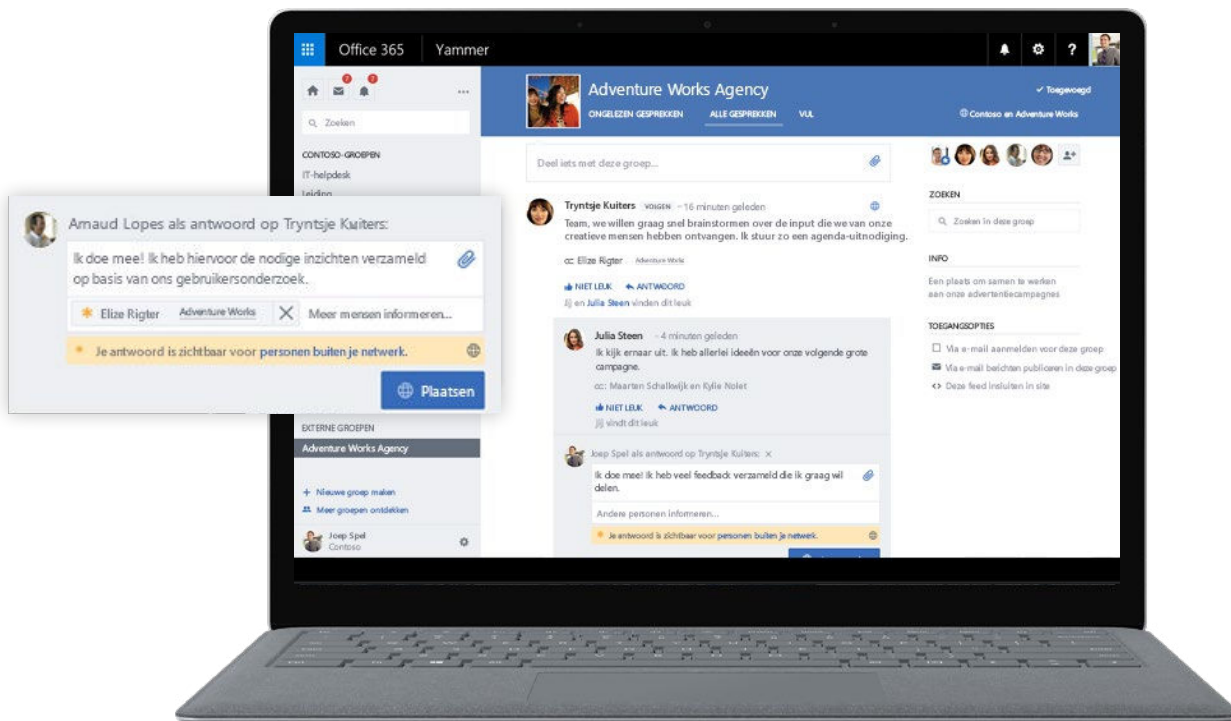 Office 365 Yammer
?
7 7
Zoeken
CONTOSO-GROEPEN
IT-helpdesk
Leiding
Arnaud Lopes als antwoord op Tryntsje Kuiters:
Ik doe mee! Ik heb hiervoor de nodige inzichten verzameld
op basis van ons gebruikersonderzoek.
Elize Rigter Adventure Works Meer mensen informeren...
Je antwoord is zichtbaar voor personen buiten je netwerk.
Plaatsen
EXTERNE GROEPEN
Adventure Works Agency
+ Nieuwe groep maken
Meer groepen ontdekken
Joep Spel
Contoso
Adventure Works Agency
ONGELEZEN GESPREKKEN ALLE GESPREKKEN VUL
Toegevoegd
Contoso en Adventure Works
Deel iets met deze groep...
Tryntsje Kuiters VOLGEN – 16 minuten geleden
Team, we willen graag snel brainstormen over de input die we van onze
creatieve mensen hebben ontvangen. Ik stuur zo een agenda-uitnodiging.
cc: Elize Rigter Adventure Works
NIET LEUK ANTWOORD
Jij en Julia Steen vinden dit leuk
Julia Steen – 4 minuten geleden
Ik kijk ernaar uit. Ik heb allerlei ideeën voor onze volgende grote
campagne.
cc: Maarten Schalkwijk en Kylie Nolet
NIET LEUK ANTWOORD
Jij vindt dit leuk
Joep Spel als antwoord op Tryntsje Kuiters:
Ik doe mee! Ik heb veel feedback verzameld die ik graag wil
delen.
Andere personen informeren...
Je antwoord is zichtbaar voor personen buiten je netwerk.
ZOEKEN
Zoeken in deze groep
INFO
Een plaats om samen te werken
aan onze advertentiecampagnes
TOEGANGSOPTIES
Via e-mail aanmelden voor deze groep
Via e-mail berichten publiceren in deze groep
Deze feed insluiten in site